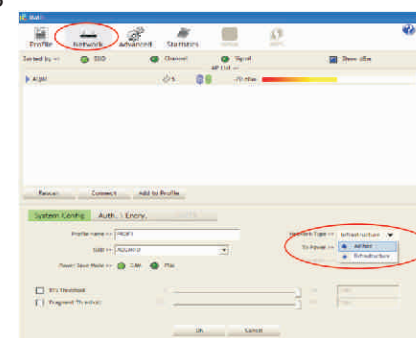 Profile Network Advanced Statistics
Sorted by >> SSID Channel Signal Show dBm
AP List >>
Rescan Connect Add to Profile
System Config Auth. \ Encry.
Profile Name >> PROF1
Network Type >> Infrastructure
SSID >>
Tx Power >> Ad hoc
Infrastructure
Power Save Mode >> CAM PSM
RTS Threshold
Fragment Threshold
OK Cancel